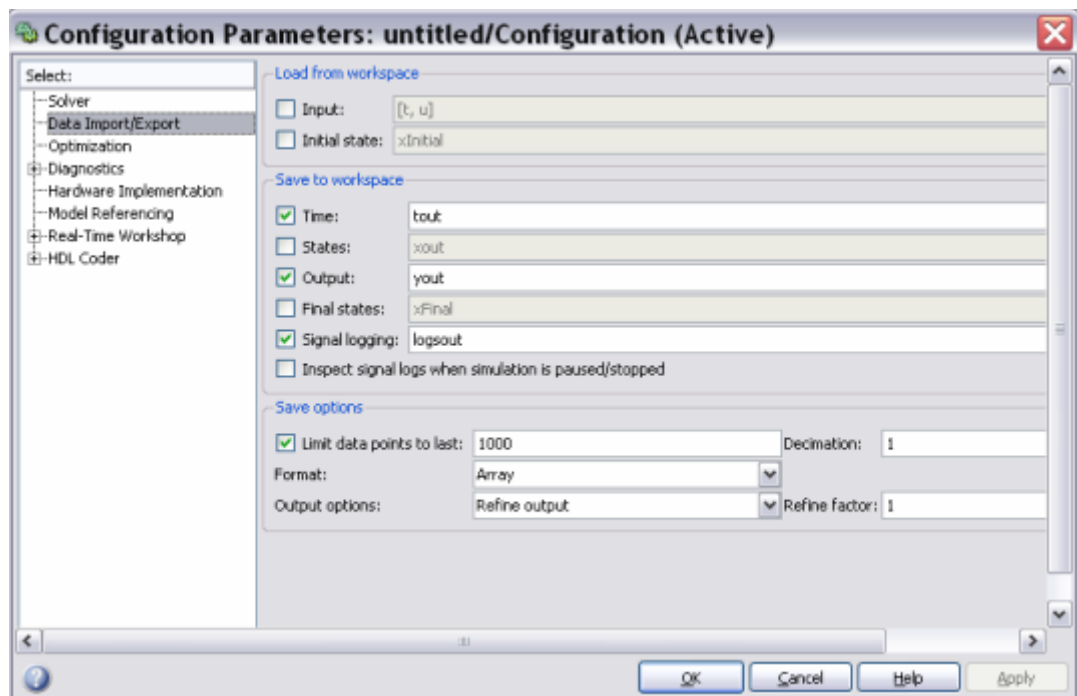 Configuration Parameters: untitled/Configuration (Active)
Select:
Solver
Data Import/Export
Optimization
Diagnostics
Hardware Implementation
Model Referencing
Real-Time Workshop
HDL Coder
Load from workspace
Input: [t, u]
Initial state: xInitial
Save to workspace
Time: tout
States: xout
Output: yout
Final states: xFinal
Signal logging: logsout
Inspect signal logs when simulation is paused/stopped
Save options
Limit data points to last: 1000 Decimation: 1
Format: Array
Output options: Refine output Refine factor: 1
OK Cancel Help Apply